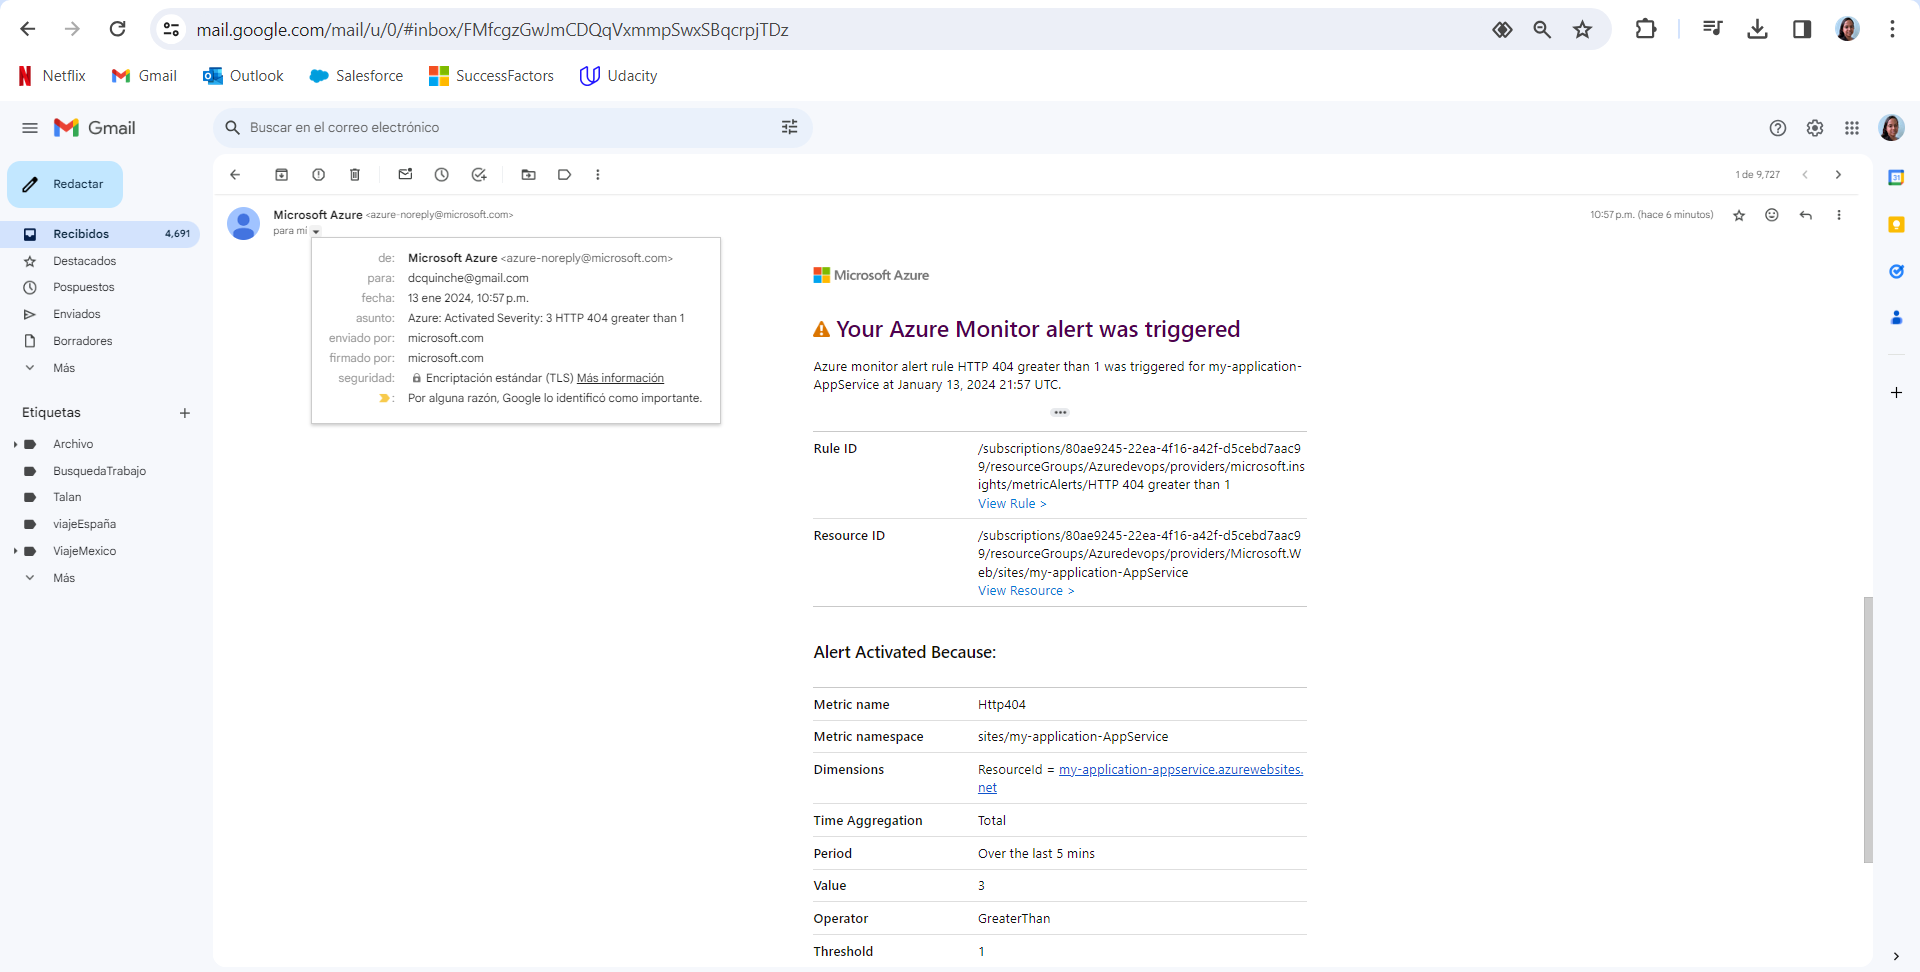 mail.google.com/mail/u/0/#inbox/FMfcgzGwJmCDQqVxmmpSwxSBqcrpjTDz
Netflix
Gmail
Outlook
Salesforce
SuccessFactors
Udacity
Gmail
Buscar en el correo electrónico
Redactar
1 de 9,727
Recibidos 4,691
Destacados
Pospuestos
Enviados
Borradores
Más
Etiquetas
Archivo
BusquedaTrabajo
Talan
viajeEspaña
ViajeMexico
Más
Microsoft Azure <azure-noreply@microsoft.com>
10:57 p.m. (hace 6 minutos)
para mí
de: Microsoft Azure <azure-noreply@microsoft.com>
para: dcquinche@gmail.com
fecha: 13 ene 2024, 10:57 p.m.
asunto: Azure: Activated Severity: 3 HTTP 404 greater than 1
enviado por: microsoft.com
firmado por: microsoft.com
seguridad: Encriptación estándar (TLS) Más información
: Por alguna razón, Google lo identificó como importante.
Microsoft Azure
Your Azure Monitor alert was triggered
Azure monitor alert rule HTTP 404 greater than 1 was triggered for my-application-
AppService at January 13, 2024 21:57 UTC.
Rule ID /subscriptions/80ae9245-22ea-4f16-a42f-d5cebd7aac9
9/resourceGroups/Azuredevops/providers/microsoft.ins
ights/metricAlerts/HTTP 404 greater than 1
View Rule >
Resource ID /subscriptions/80ae9245-22ea-4f16-a42f-d5cebd7aac9
9/resourceGroups/Azuredevops/providers/Microsoft.W
eb/sites/my-application-AppService
View Resource >
Alert Activated Because:
Metric name Http404
Metric namespace sites/my-application-AppService
Dimensions ResourceId = my-application-appservice.azurewebsites.
net
Time Aggregation Total
Period Over the last 5 mins
Value 3
Operator GreaterThan
Threshold 1
31